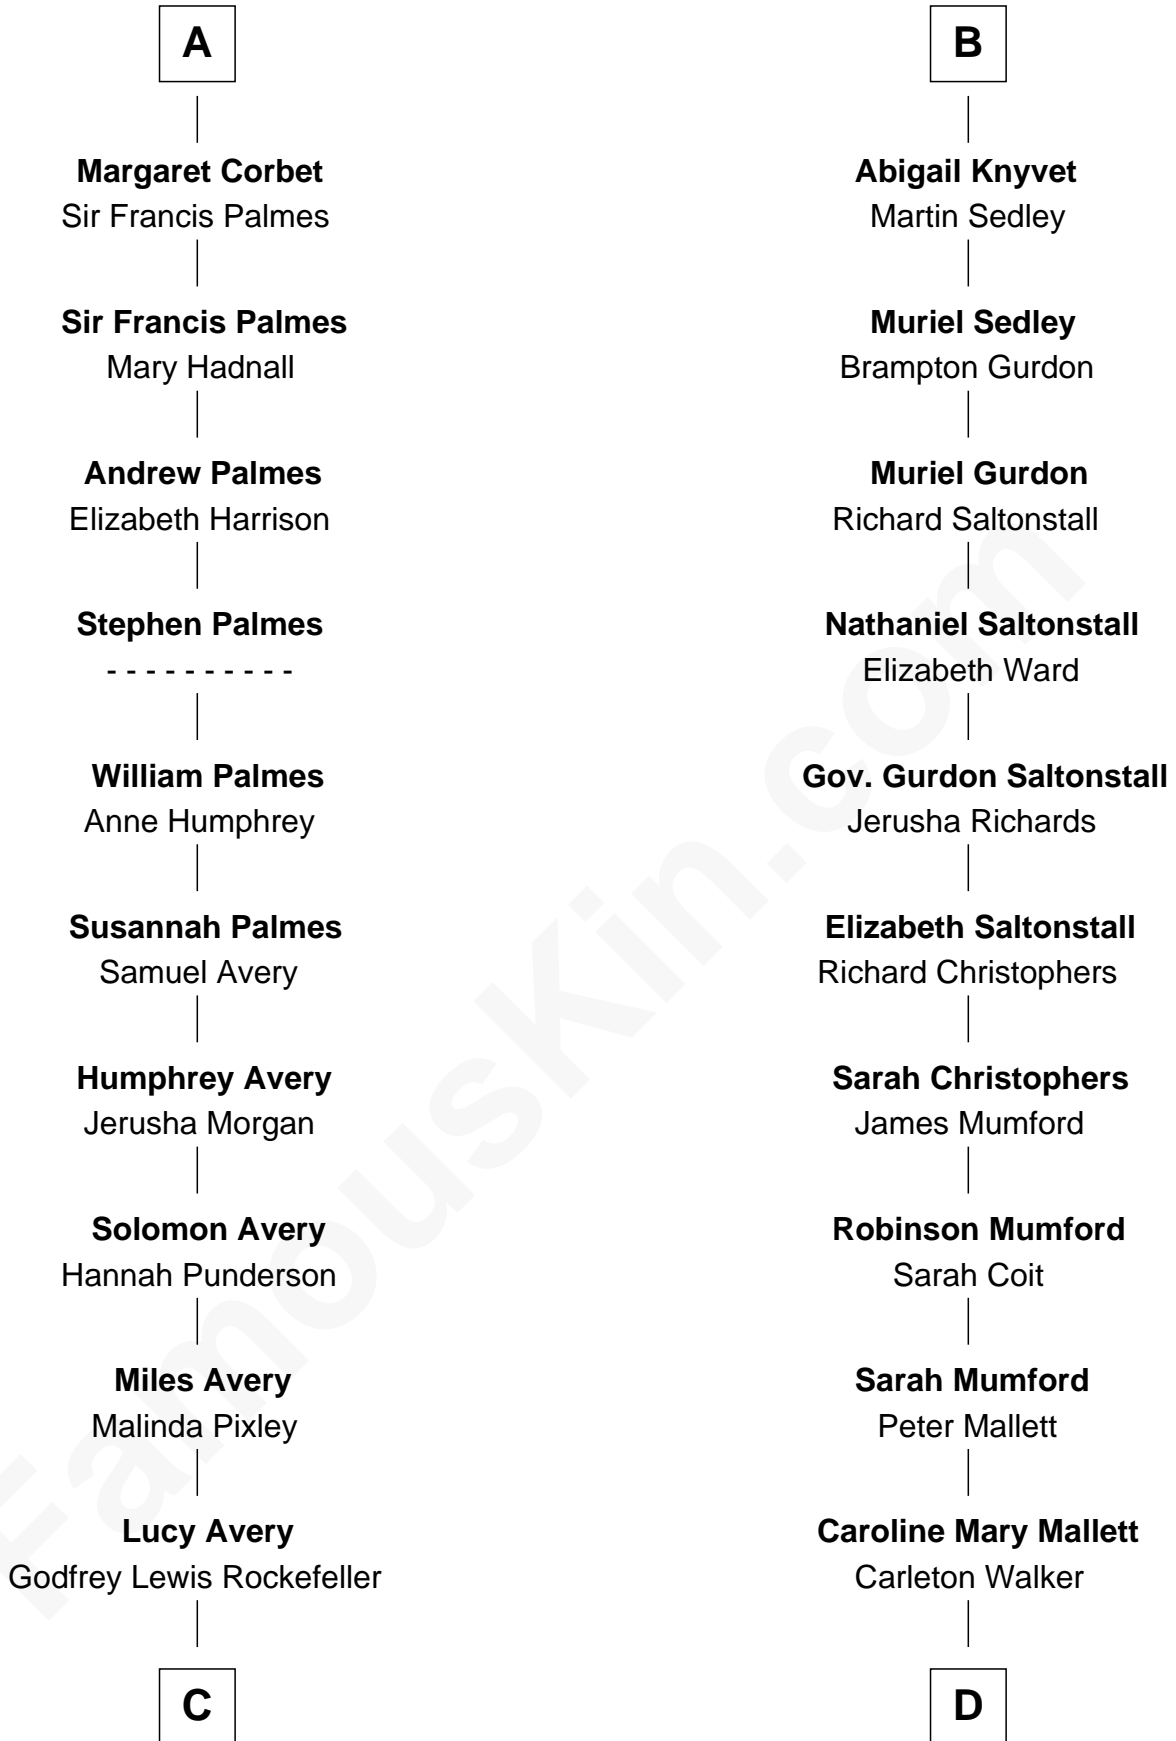 A
Margaret Corbet
Sir Francis Palmes
Sir Francis Palmes
Mary Hadnall
Andrew Palmes
Elizabeth Harrison
Stephen Palmes
- - - - - - - - - -
William Palmes
Anne Humphrey
Susannah Palmes
Samuel Avery
Humphrey Avery
Jerusha Morgan
Solomon Avery
Hannah Punderson
Miles Avery
Malinda Pixley
Lucy Avery
Godfrey Lewis Rockefeller
C
B
Abigail Knyvet
Martin Sedley
Muriel Sedley
Brampton Gurdon
Muriel Gurdon
Richard Saltonstall
Nathaniel Saltonstall
Elizabeth Ward
Gov. Gurdon Saltonstall
Jerusha Richards
Elizabeth Saltonstall
Richard Christophers
Sarah Christophers
James Mumford
Robinson Mumford
Sarah Coit
Sarah Mumford
Peter Mallett
Caroline Mary Mallett
Carleton Walker
D
FamousKin.com